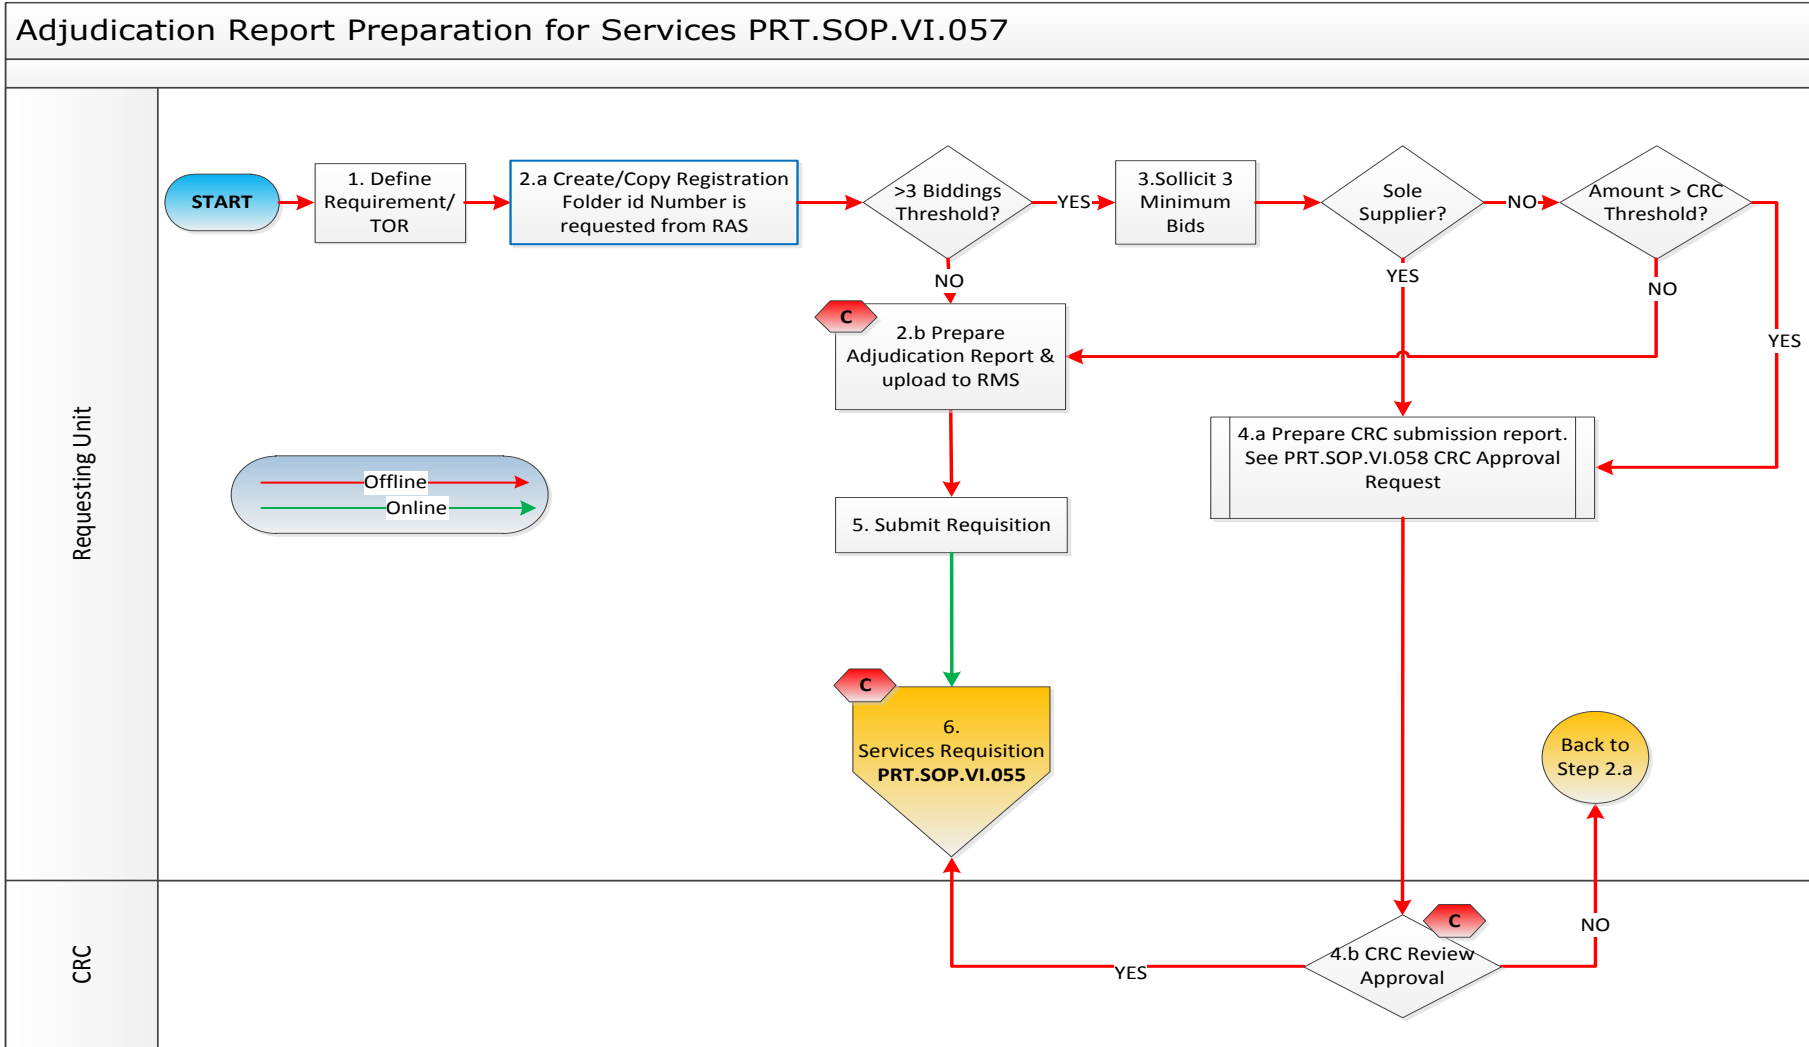 Adjudication Report Preparation for Services PRT.SOP.VI.057
Requesting Unit
START
1. Define
Requirement/
TOR
2.a Create/Copy Registration
Folder id Number is
requested from RAS
>3 Biddings
Threshold?
YES
3.Sollicit 3
Minimum
Bids
Sole
Supplier?
NO
Amount > CRC
Threshold?
NO
YES
NO
YES
C
2.b Prepare
Adjudication Report &
upload to RMS
4.a Prepare CRC submission report.
See PRT.SOP.VI.058 CRC Approval
Request
Offline
Online
5. Submit Requisition
C
6.
Services Requisition
PRT.SOP.VI.055
Back to
Step 2.a
CRC
C
4.b CRC Review
Approval
YES
NO